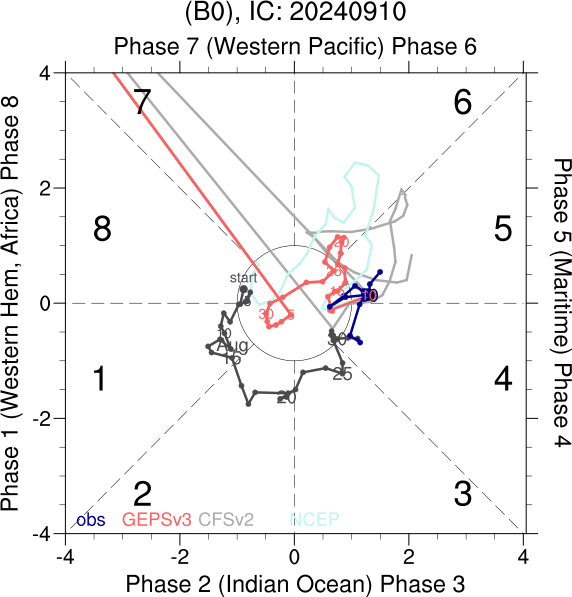 (B0), IC: 20240910
Phase 7 (Western Pacific) Phase 6
Phase 1 (Western Hem, Africa) Phase 8
Phase 5 (Maritime) Phase 4
4
2
0
-2
-4
7
6
8
5
1
4
2
3
start
Aug
15
20
25
30
20
10
30
5
obs GEPSv3 CFSv2 NCEP
-4 -2 0 2 4
Phase 2 (Indian Ocean) Phase 3